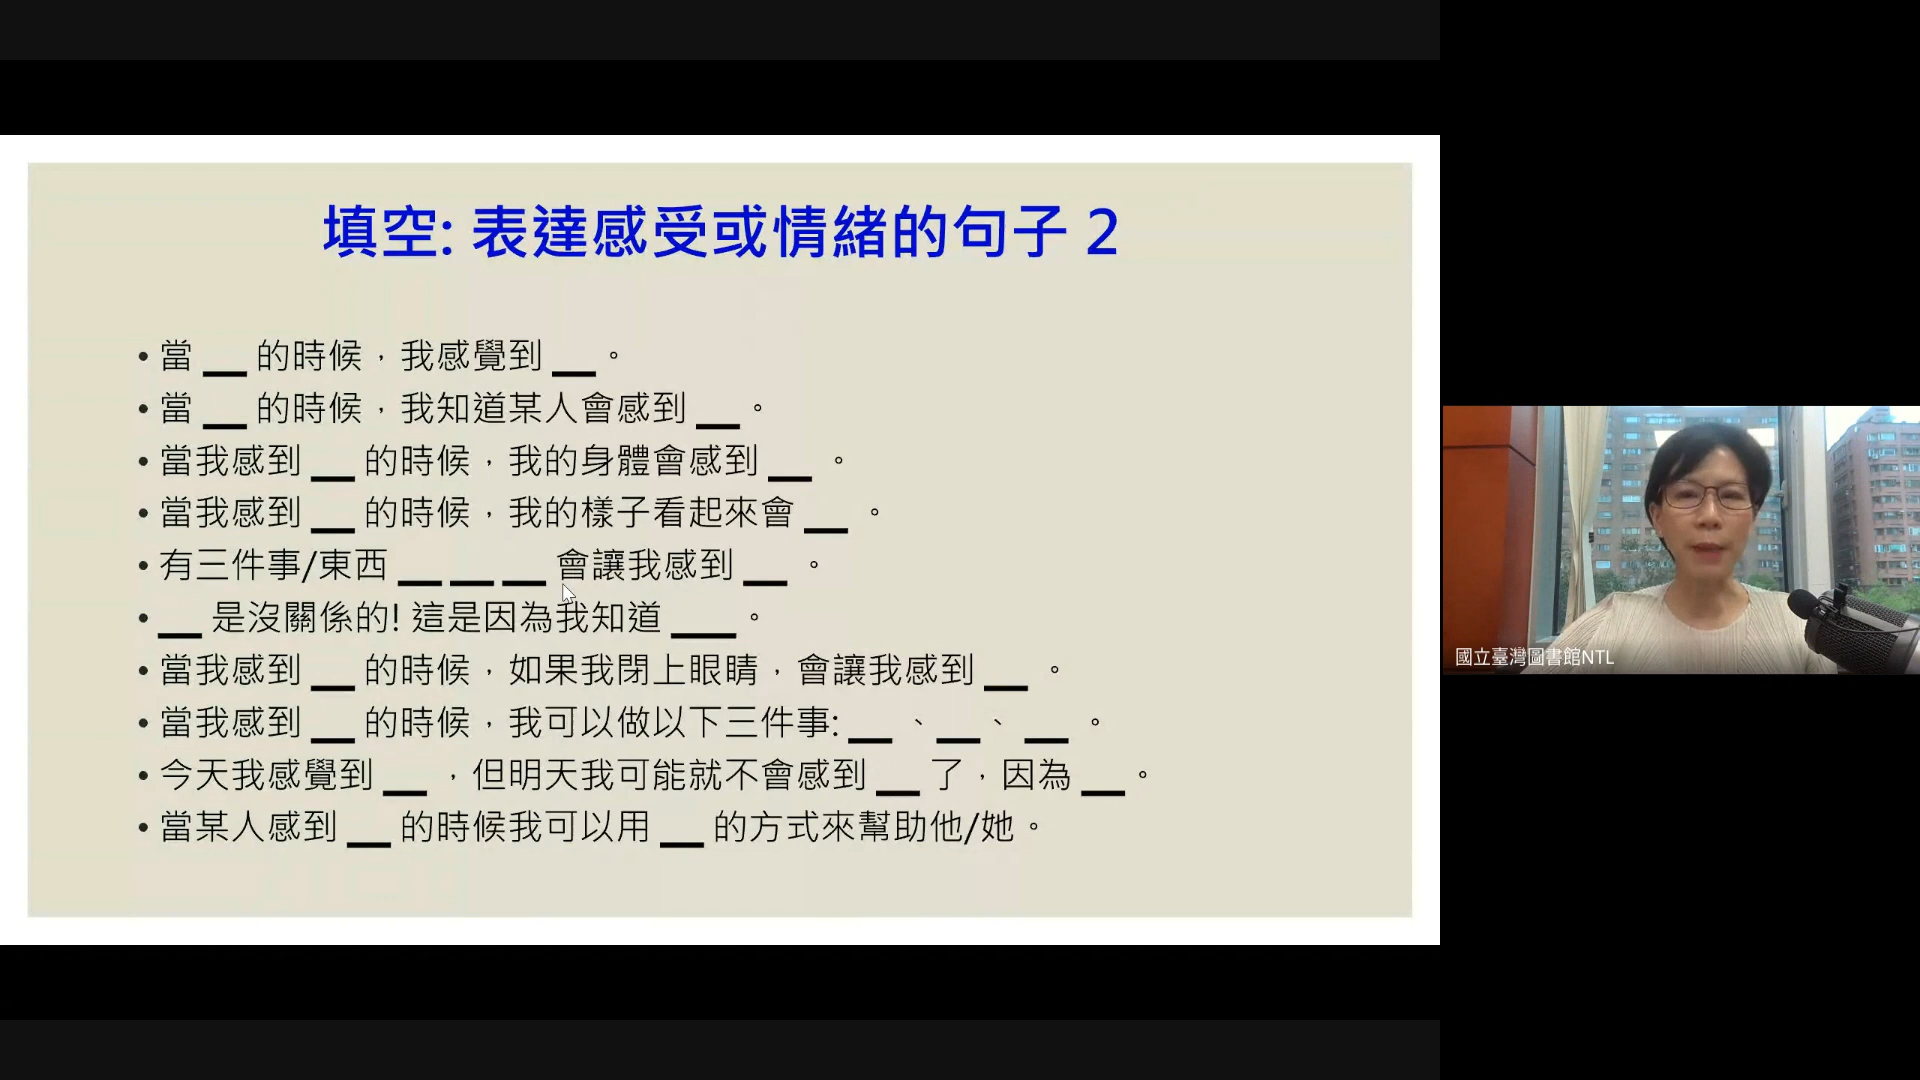 填空: 表達感受或情緒的句子 2
• 當 __ 的時候，我感覺到 __ 。
• 當 __ 的時候，我知道某人會感到 __ 。
• 當我感到 __ 的時候，我的身體會感到 __ 。
• 當我感到 __ 的時候，我的樣子看起來會 __ 。
• 有三件事/東西 __ __ __ 會讓我感到 __ 。
• __ 是沒關係的! 這是因為我知道 ___ 。
• 當我感到 __ 的時候，如果我閉上眼睛，會讓我感到 __ 。
• 當我感到 __ 的時候，我可以做以下三件事: __ 、 __ 、 __ 。
• 今天我感覺到 __ ，但明天我可能就不會感到 __ 了，因為 __ 。
• 當某人感到 __ 的時候我可以用 __ 的方式來幫助他/她。
國立臺灣圖書館NTL